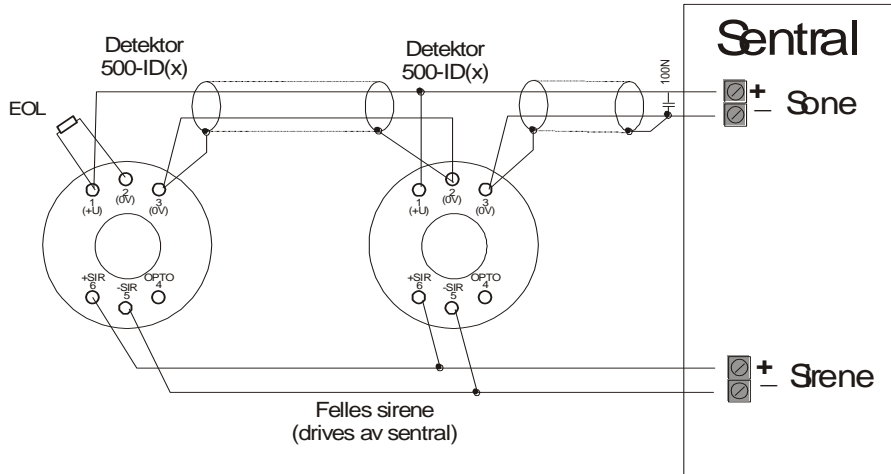 Sentral
Detektor
500-ID(x)
Detektor
500-ID(x)
100N
+
– Sone
EOL
1
(+U)
2
(0V)
3
(0V)
1
(+U)
2
(0V)
3
(0V)
+SIR
6
-SIR
5
OPTO
4
+SIR
6
-SIR
5
OPTO
4
+
– Sirene
Felles sirene
(drives av sentral)